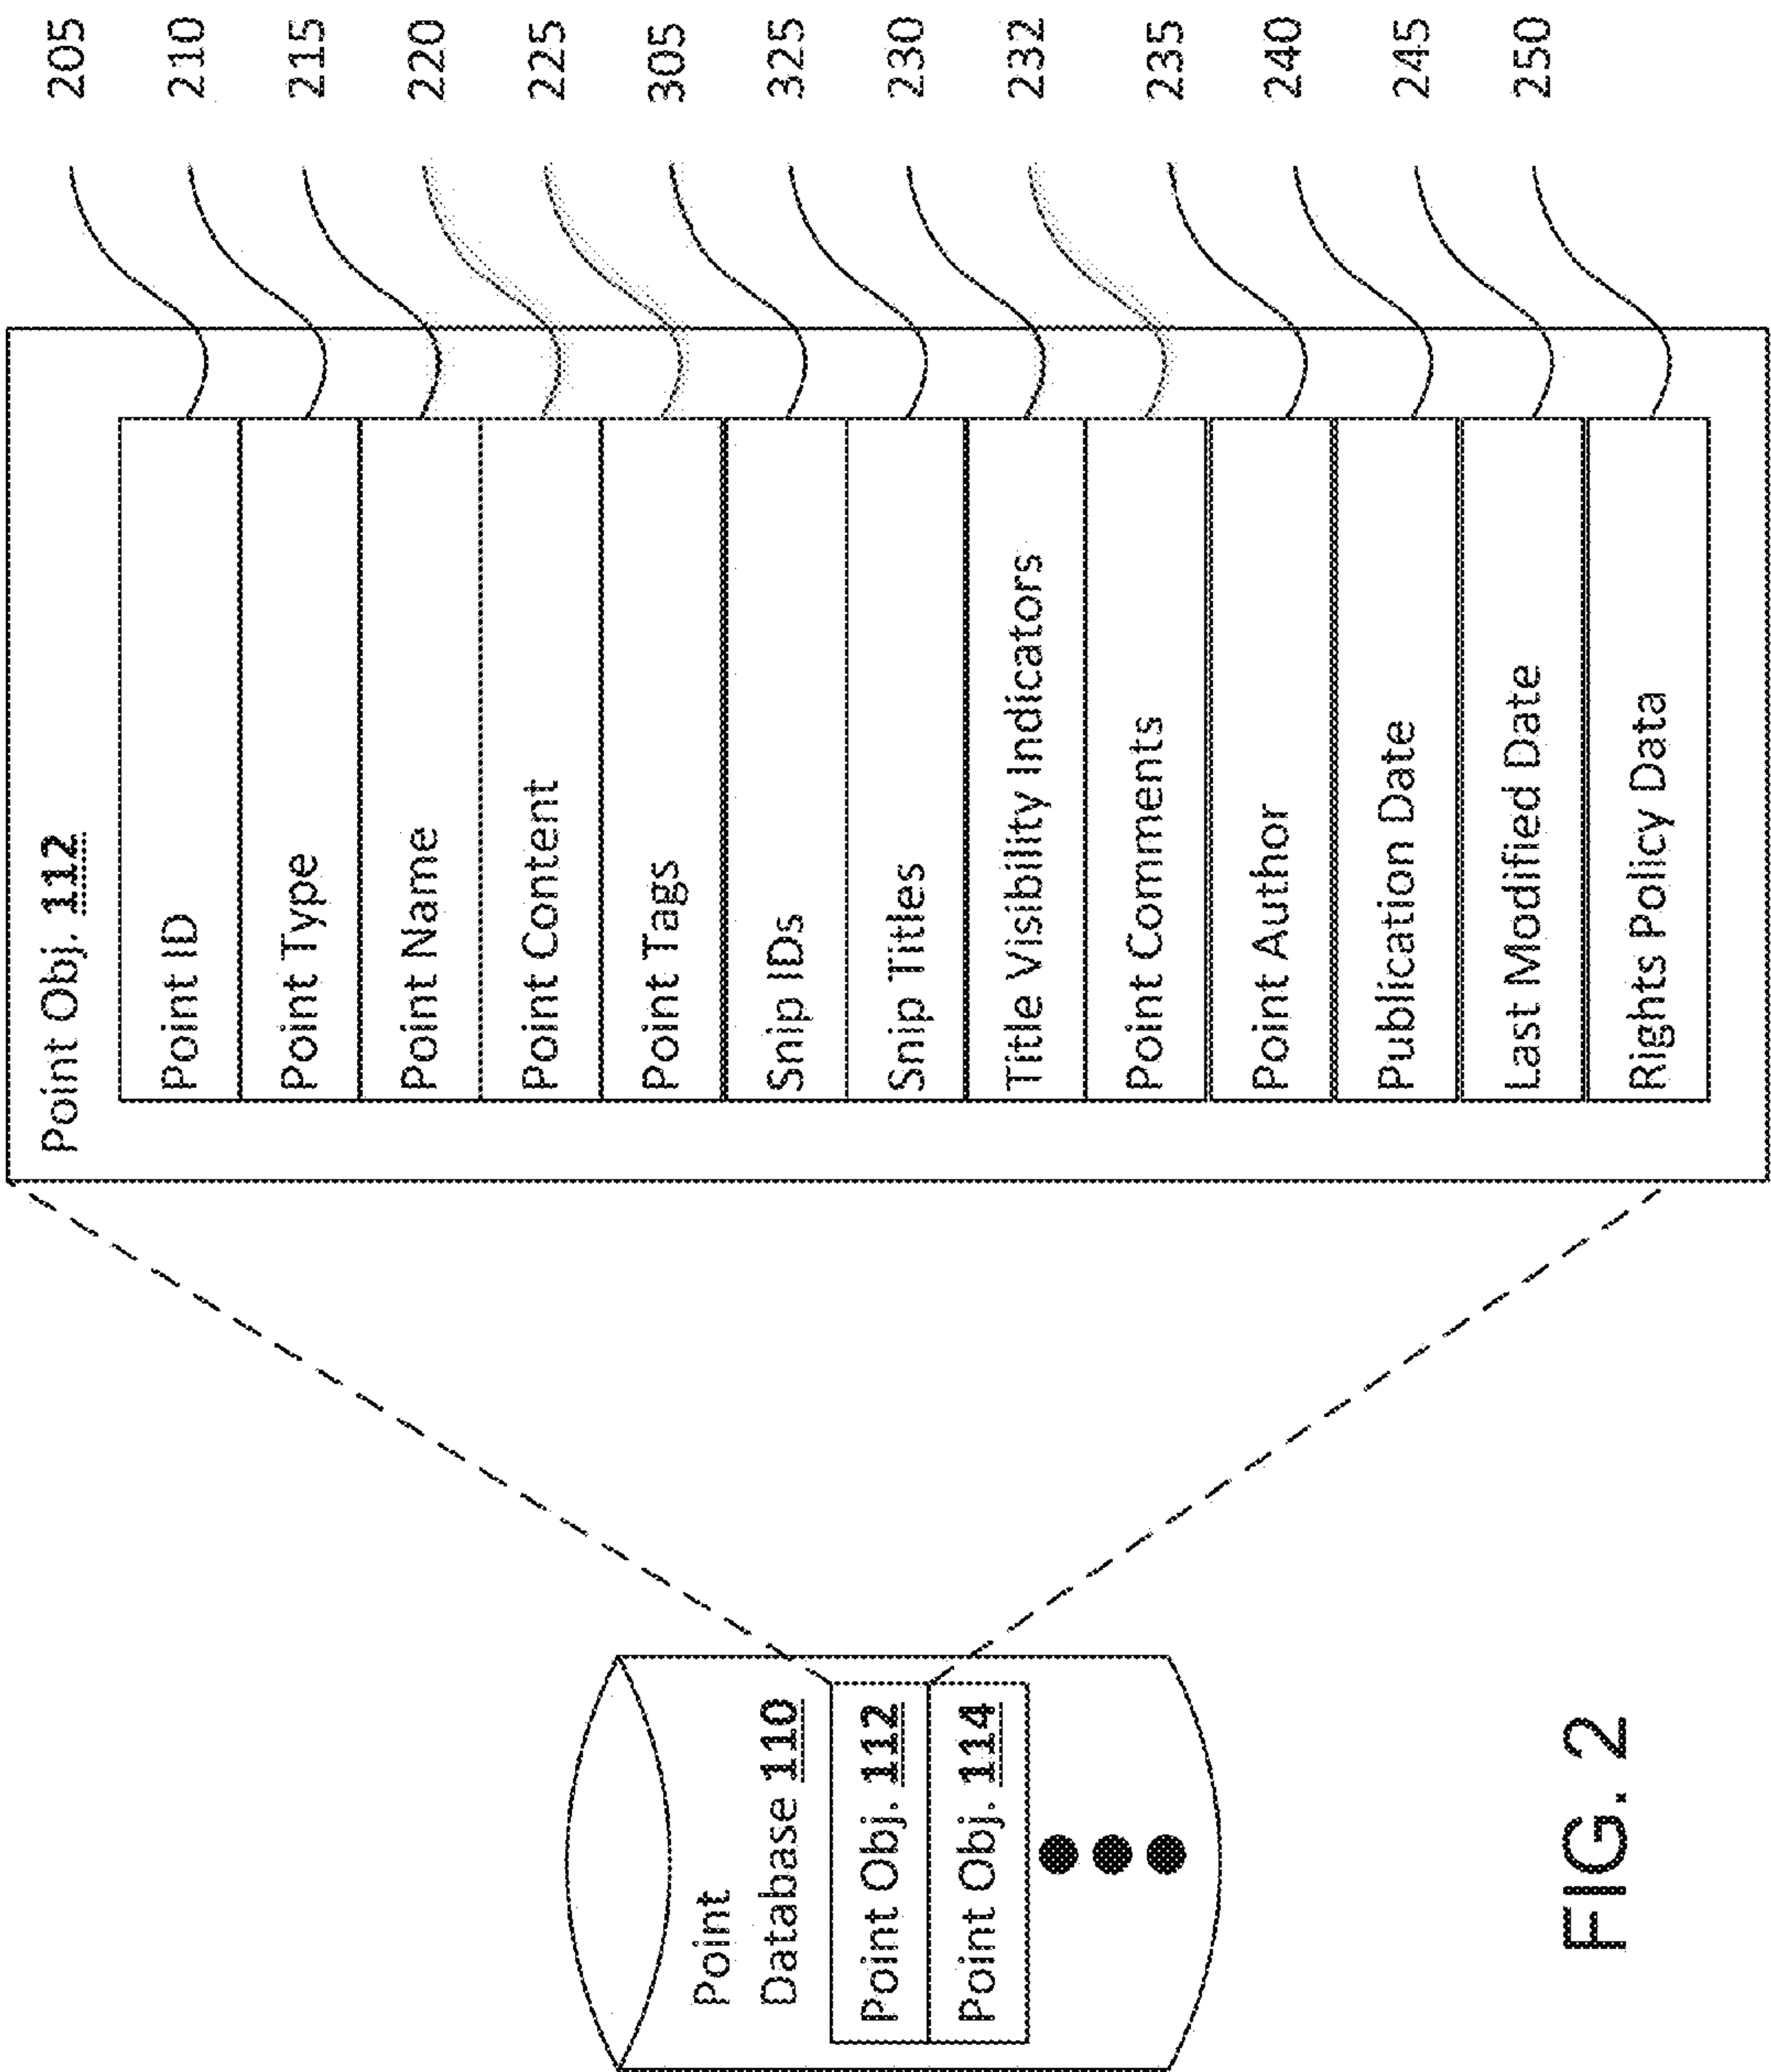 Point
Database 110
Point Obj. 112
Point Obj. 114
Point Obj. 112
Point ID 205
Point Type 210
Point Name 215
Point Content 220
Point Tags 225
Snip IDs 305
Snip Titles 325
Title Visibility Indicators 230
Point Comments 232
Point Author 235
Publication Date 240
Last Modified Date 245
Rights Policy Data 250
FIG. 2